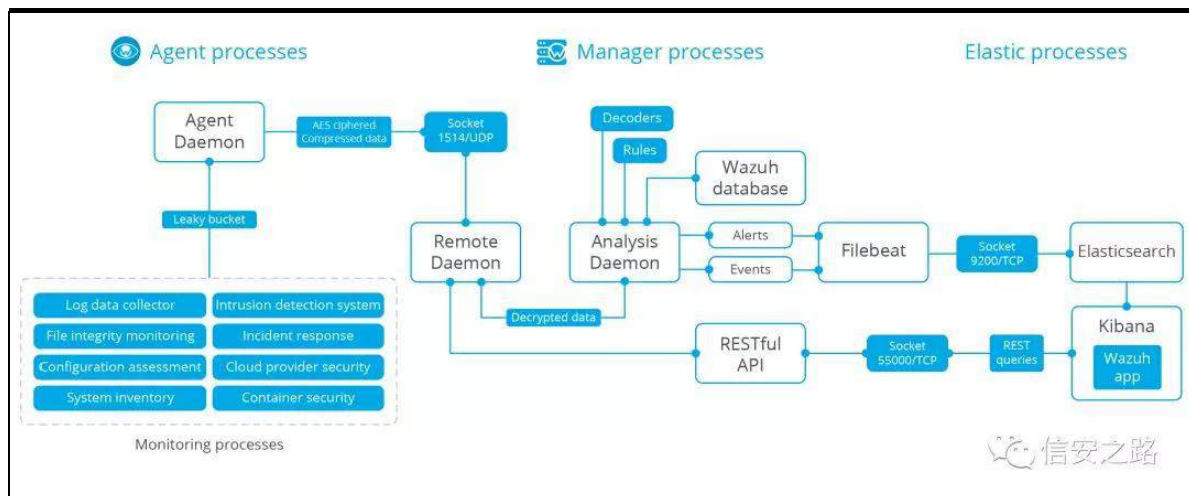 Agent processes
Manager processes
Elastic processes
Agent
Daemon
AES ciphered
Compressed data
Socket
1514/UDP
Decoders
Rules
Wazuh
database
Leaky bucket
Remote
Daemon
Analysis
Daemon
Alerts
Events
Filebeat
Socket
9200/TCP
Elasticsearch
Decrypted data
Log data collector
Intrusion detection system
File integrity monitoring
Incident response
Configuration assessment
Cloud provider security
System inventory
Container security
Monitoring processes
RESTful
API
Socket
55000/TCP
REST
queries
Kibana
Wazuh
app
信安之路